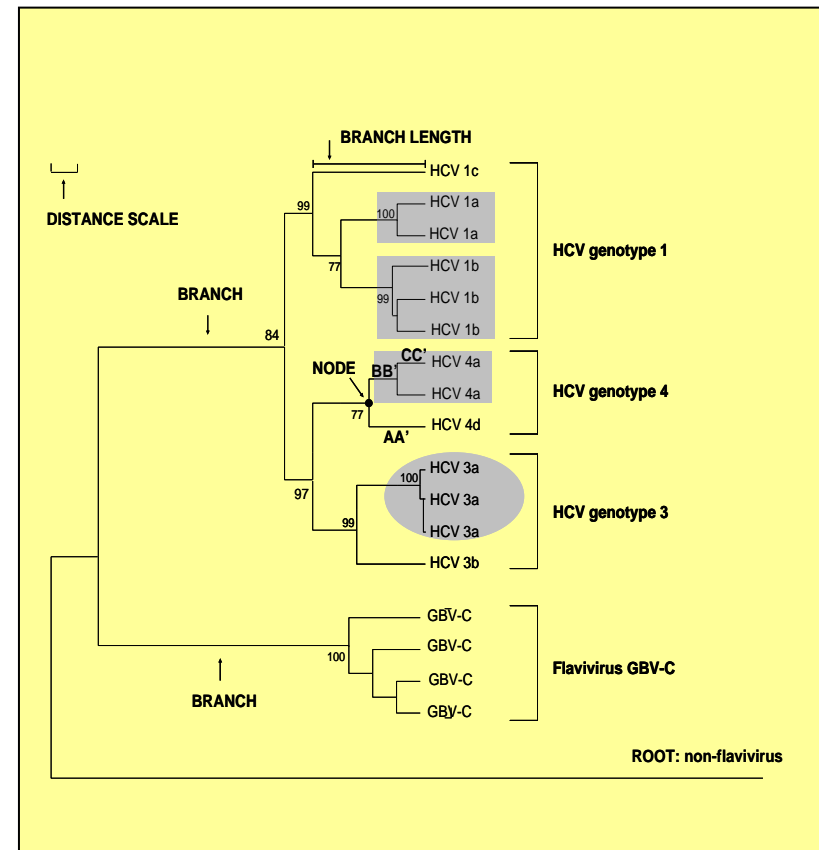 BRANCH LENGTH
HCV 1c
DISTANCE SCALE
99
100
HCV 1a
HCV 1a
HCV genotype 1
77
HCV 1b
99
HCV 1b
HCV 1b
BRANCH
84
NODE
CC'
BB'
HCV 4a
HCV 4a
HCV genotype 4
77
HCV 4d
AA'
HCV 3a
100
HCV 3a
97
HCV genotype 3
99
HCV 3a
HCV 3b
GBV-C
GBV-C
100
Flavivirus GBV-C
GBV-C
BRANCH
GBV-C
ROOT: non-flavivirus